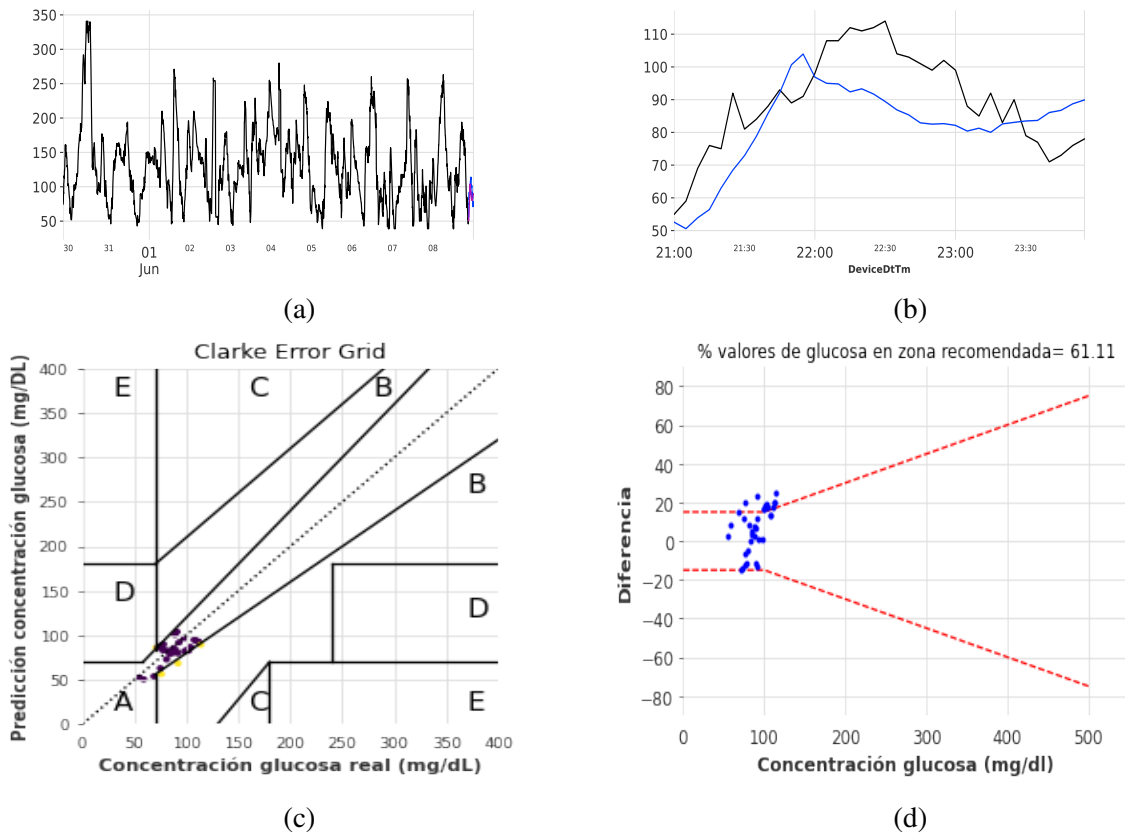 350
300
250
200
150
100
50
30 31 01 02 03 04 05 06 07 08
Jun
(a)
110
100
90
80
70
60
50
21:00 21:30 22:00 22:30 23:00 23:30
DeviceDtTm
(b)
Clarke Error Grid
Predicción concentración glucosa (mg/DL)
400
350
300
250
200
150
100
50
0
E C B
B
D
D
A C E
0 50 100 150 200 250 300 350 400
Concentración glucosa real (mg/dL)
(c)
% valores de glucosa en zona recomendada= 61.11
Diferencia
80
60
40
20
0
−20
−40
−60
−80
0 100 200 300 400 500
Concentración glucosa (mg/dl)
(d)